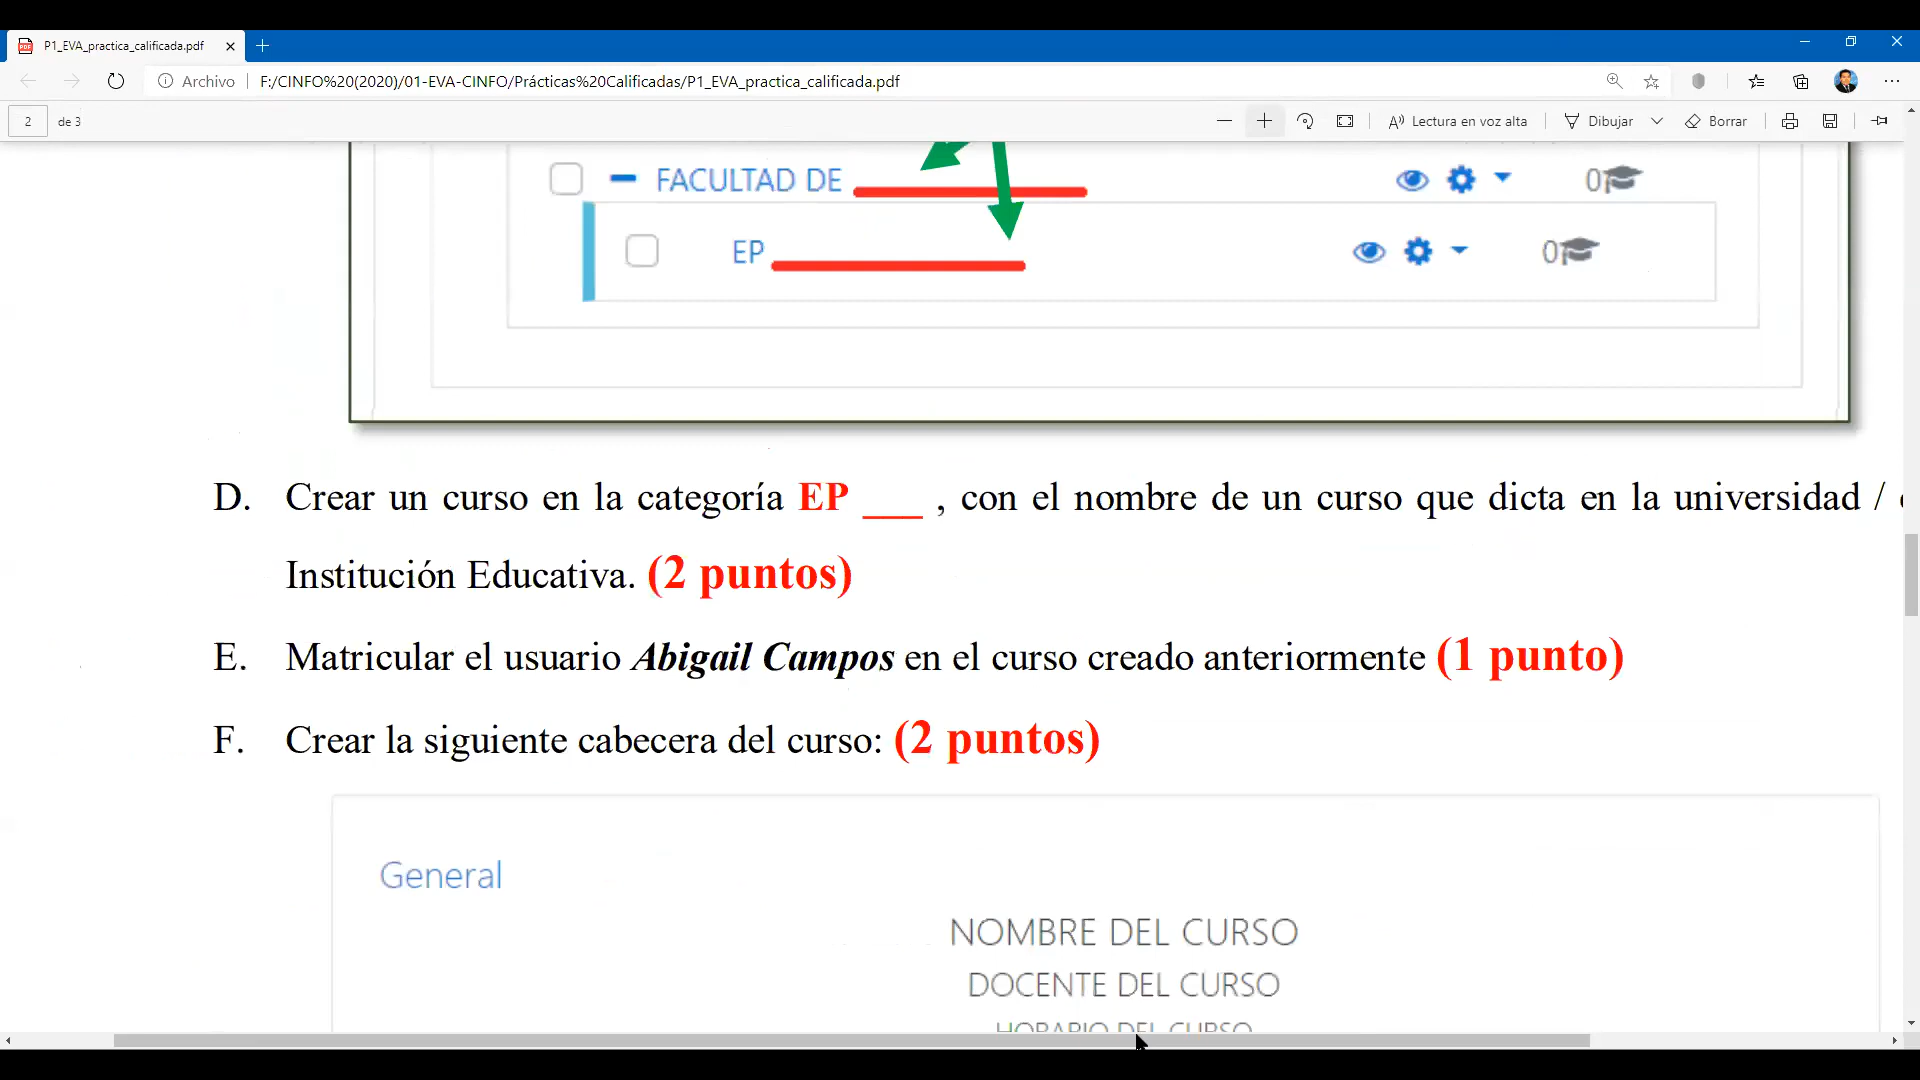 P1_EVA_practica_calificada.pdf
Archivo
F:/CINFO%20(2020)/01-EVA-CINFO/Prácticas%20Calificadas/P1_EVA_practica_calificada.pdf
2 de 3
Lectura en voz alta
Dibujar
Borrar
FACULTAD DE
0
EP
0
D. Crear un curso en la categoría EP ___ , con el nombre de un curso que dicta en la universidad /
Institución Educativa. (2 puntos)
E. Matricular el usuario Abigail Campos en el curso creado anteriormente (1 punto)
F. Crear la siguiente cabecera del curso: (2 puntos)
General
NOMBRE DEL CURSO
DOCENTE DEL CURSO
HORARIO DEL CURSO